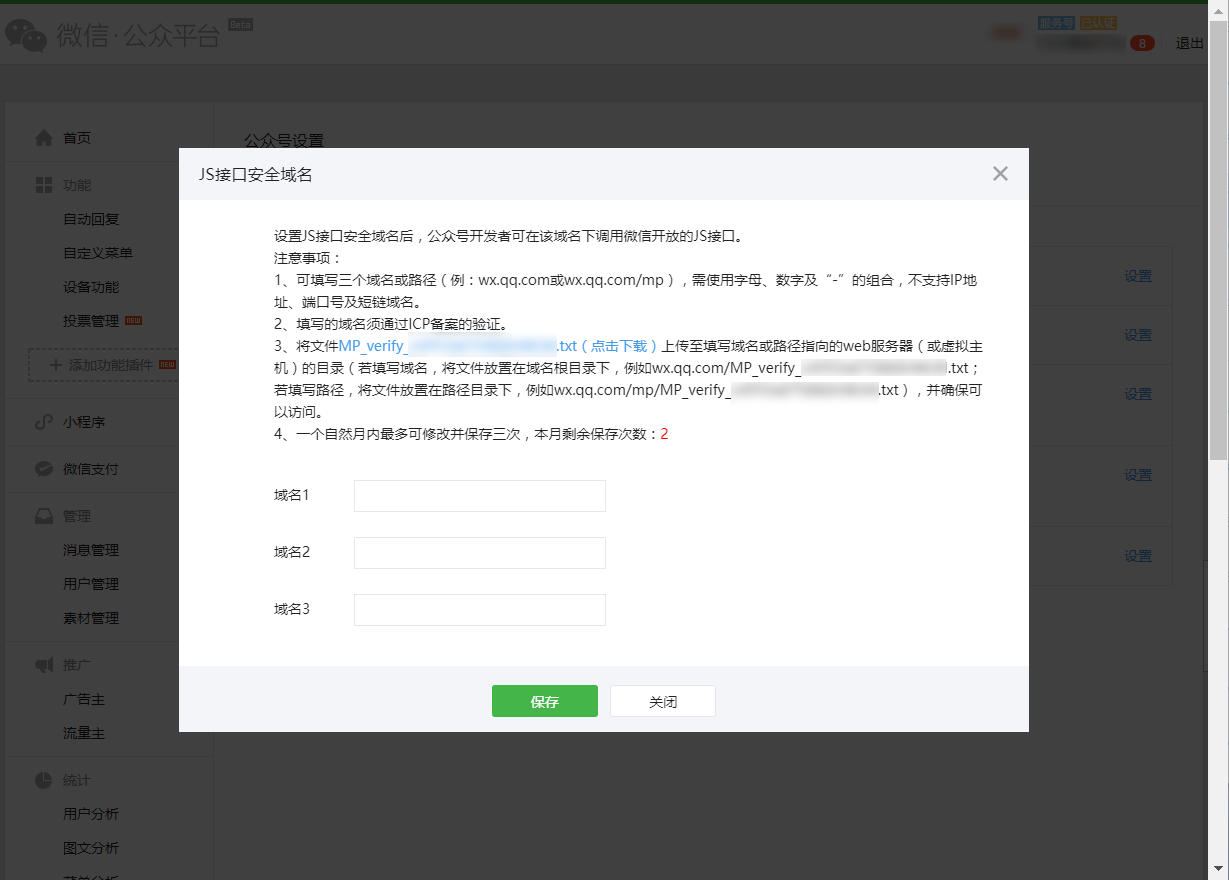 微信·公众平台 Beta
服务号 已认证
8 退出
首页
公众号设置
功能
自动回复
自定义菜单
设备功能
投票管理 NEW
添加功能插件 NEW
小程序
微信支付
管理
消息管理
用户管理
素材管理
推广
广告主
流量主
统计
用户分析
图文分析
菜单分析
JS接口安全域名
设置JS接口安全域名后，公众号开发者可在该域名下调用微信开放的JS接口。
注意事项：
1、可填写三个域名或路径（例：wx.qq.com或wx.qq.com/mp），需使用字母、数字及“-”的组合，不支持IP地
址、端口号及短链域名。
2、填写的域名须通过ICP备案的验证。
3、将文件MP_verify_ .txt（点击下载）上传至填写域名或路径指向的web服务器（或虚拟主
机）的目录（若填写域名，将文件放置在域名根目录下，例如wx.qq.com/MP_verify_ .txt；
若填写路径，将文件放置在路径目录下，例如wx.qq.com/mp/MP_verify_ .txt），并确保可
以访问。
4、一个自然月内最多可修改并保存三次，本月剩余保存次数：2
域名1
域名2
域名3
保存 关闭
设置
设置
设置
设置
设置